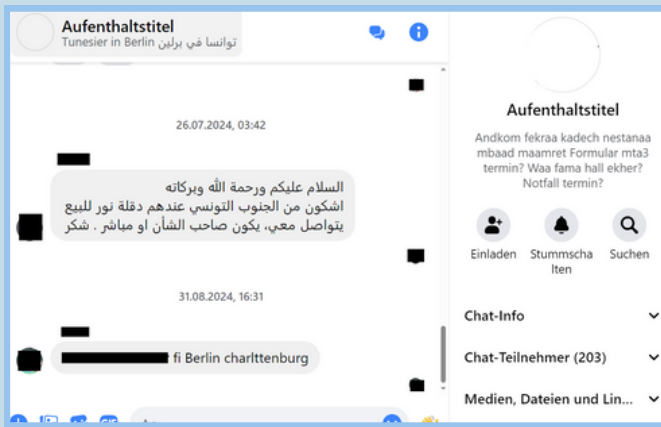 Aufenthaltstitel
Tunesier in Berlin توانسا في برلين
26.07.2024, 03:42
السلام عليكم ورحمة الله وبركاته
اشكون من الجنوب التونسي عندهم دقلة نور للبيع
يتواصل معي، يكون صاحب الشأن او مباشر . شكر
31.08.2024, 16:31
fi Berlin charlttenburg
Aufenthaltstitel
Andkom fekraa kadech nestanaa
mbaad maamret Formular mta3
termin? Waa fama hall ekher?
Notfall termin?
Einladen
Stummscha
lten
Suchen
Chat-Info
Chat-Teilnehmer (203)
Medien, Dateien und Lin...